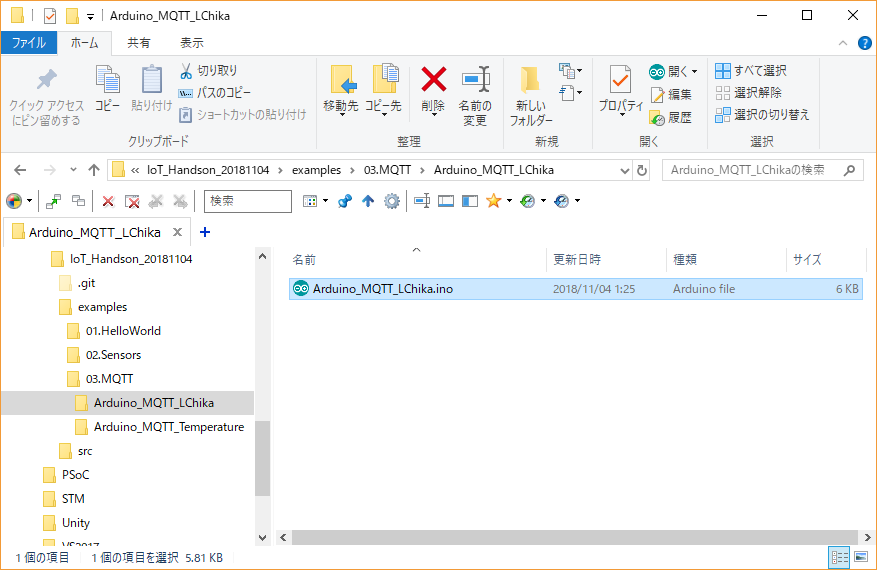 Arduino_MQTT_LChika
ファイル ホーム 共有 表示
クイック アクセス
にピン留めする
コピー
貼り付け
切り取り
パスのコピー
ショートカットの貼り付け
クリップボード
移動先
コピー先
削除
名前の
変更
整理
新しい
フォルダー
新規
プロパティ
開く
編集
履歴
開く
すべて選択
選択解除
選択の切り替え
選択
« IoT_Handson_20181104 › examples › 03.MQTT › Arduino_MQTT_LChika
Arduino_MQTT_LChikaの検索
検索
Arduino_MQTT_LChika
IoT_Handson_20181104
.git
examples
01.HelloWorld
02.Sensors
03.MQTT
Arduino_MQTT_LChika
Arduino_MQTT_Temperature
src
PSoC
STM
Unity
VS2017
名前 更新日時 種類 サイズ
Arduino_MQTT_LChika.ino 2018/11/04 1:25 Arduino file 6 KB
1 個の項目 1 個の項目を選択 5.81 KB